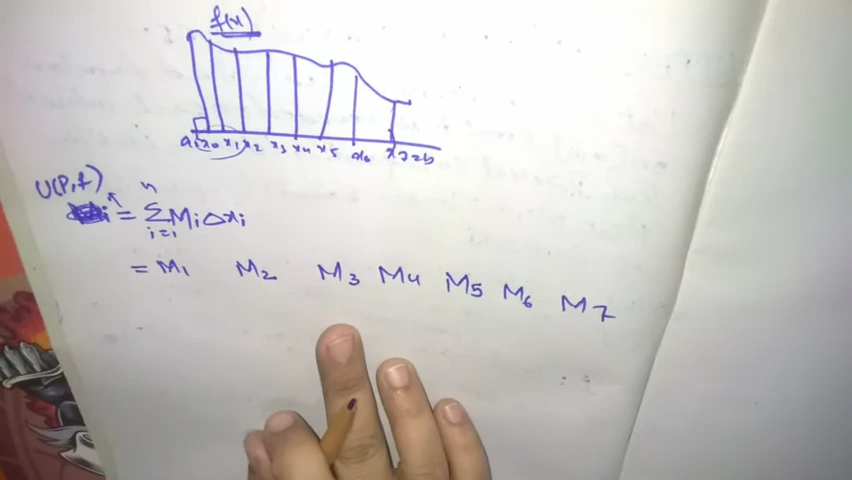 f(x)
a=x0 x1 x2 x3 x4 x5 x6 x7=b
U(P,f)
= n∑i=1 Mi Δxi
= M1 M2 M3 M4 M5 M6 M7